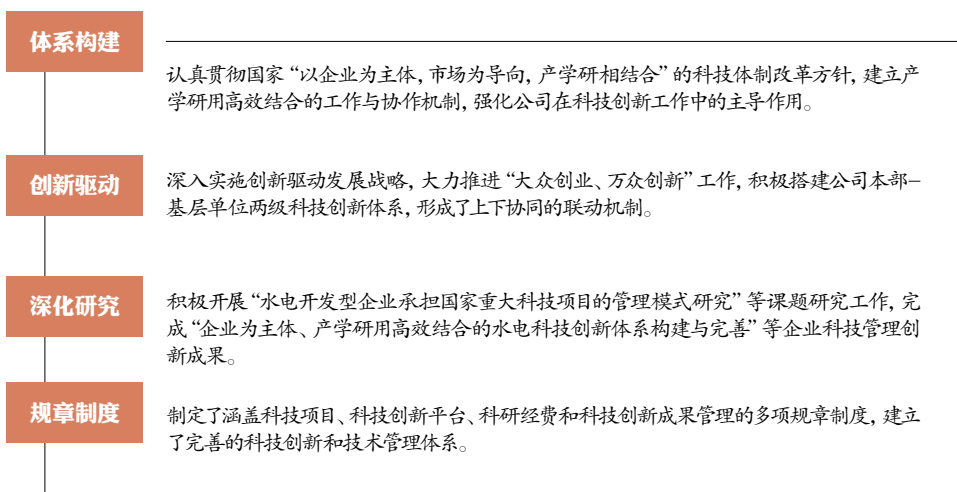 体系构建
认真贯彻国家“以企业为主体,市场为导向,产学研相结合”的科技体制改革方针,建立产
学研用高效结合的工作与协作机制,强化公司在科技创新工作中的主导作用。
创新驱动
深入实施创新驱动发展战略,大力推进“大众创业、万众创新”工作,积极搭建公司本部—
基层单位两级科技创新体系,形成了上下协同的联动机制。
深化研究
积极开展“水电开发型企业承担国家重大科技项目的管理模式研究”等课题研究工作,完
成“企业为主体、产学研用高效结合的水电科技创新体系构建与完善”等企业科技管理创
新成果。
规章制度
制定了涵盖科技项目、科技创新平台、科研经费和科技创新成果管理的多项规章制度,建立
了完善的科技创新和技术管理体系。